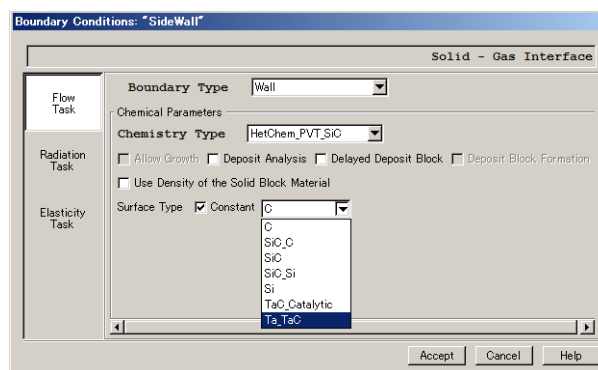 Boundary Conditions: "SideWall"
Solid - Gas Interface
Flow
Task
Radiation
Task
Elasticity
Task
Boundary Type Wall
Chemical Parameters
Chemistry Type HetChem_PVT_SiC
Allow Growth Deposit Analysis Delayed Deposit Block Deposit Block Formation
Use Density of the Solid Block Material
Surface Type Constant C
C
SiC_C
SiC
SiC_Si
Si
TaC_Catalytic
Ta_TaC
Accept Cancel Help